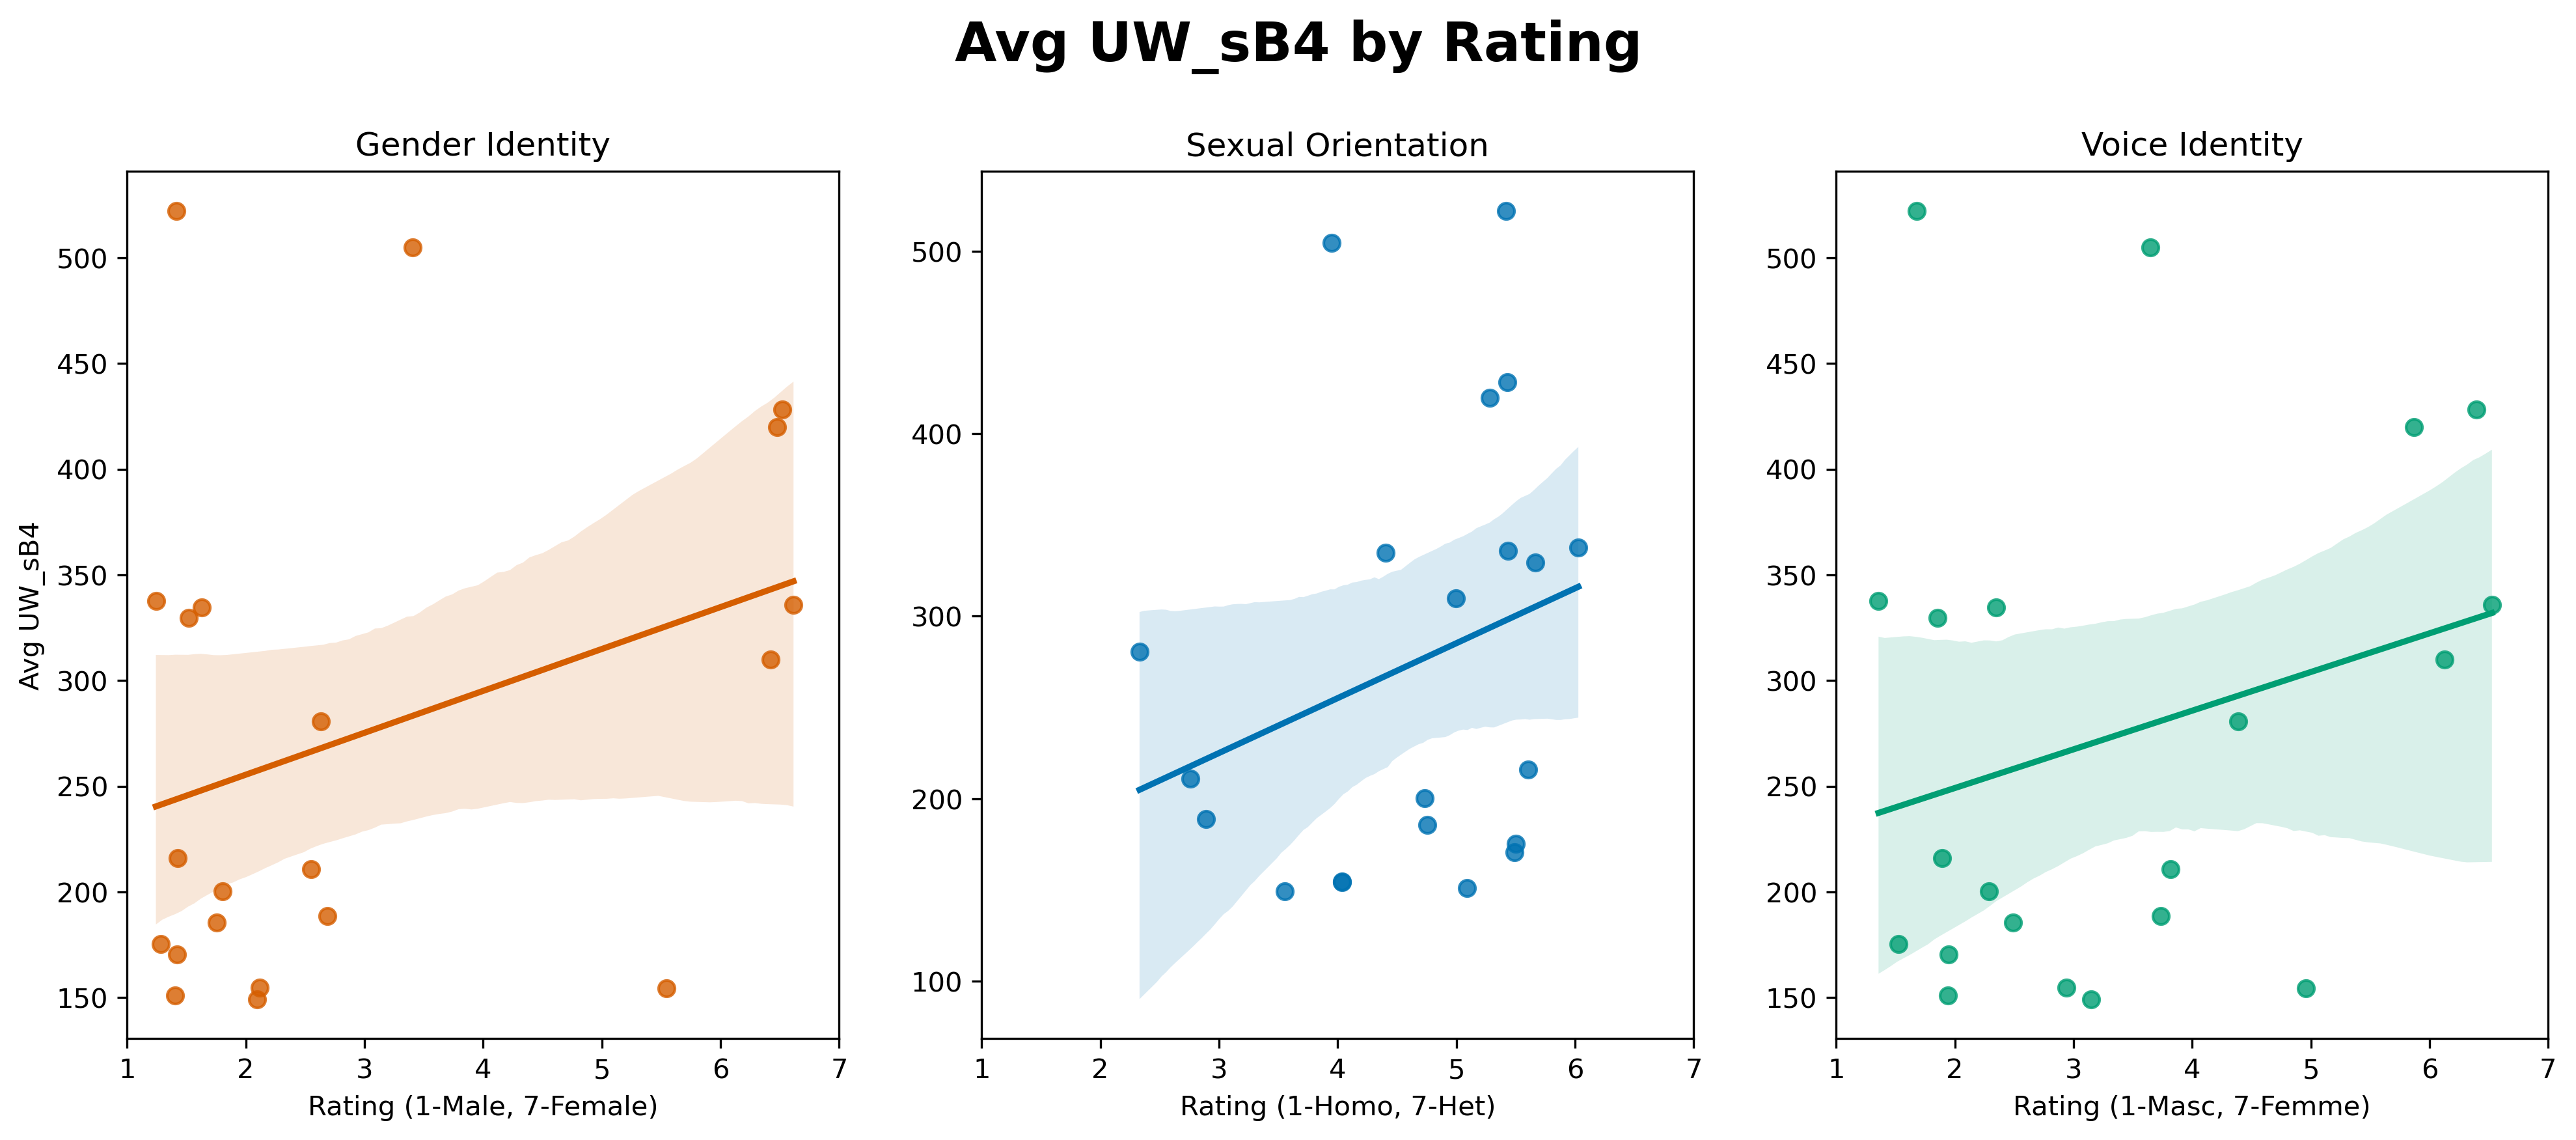 Avg UW_sB4 by Rating
Gender Identity
Avg UW_sB4
500
450
400
350
300
250
200
150
1 2 3 4 5 6 7
Rating (1-Male, 7-Female)
Sexual Orientation
500
400
300
200
100
1 2 3 4 5 6 7
Rating (1-Homo, 7-Het)
Voice Identity
500
450
400
350
300
250
200
150
1 2 3 4 5 6 7
Rating (1-Masc, 7-Femme)